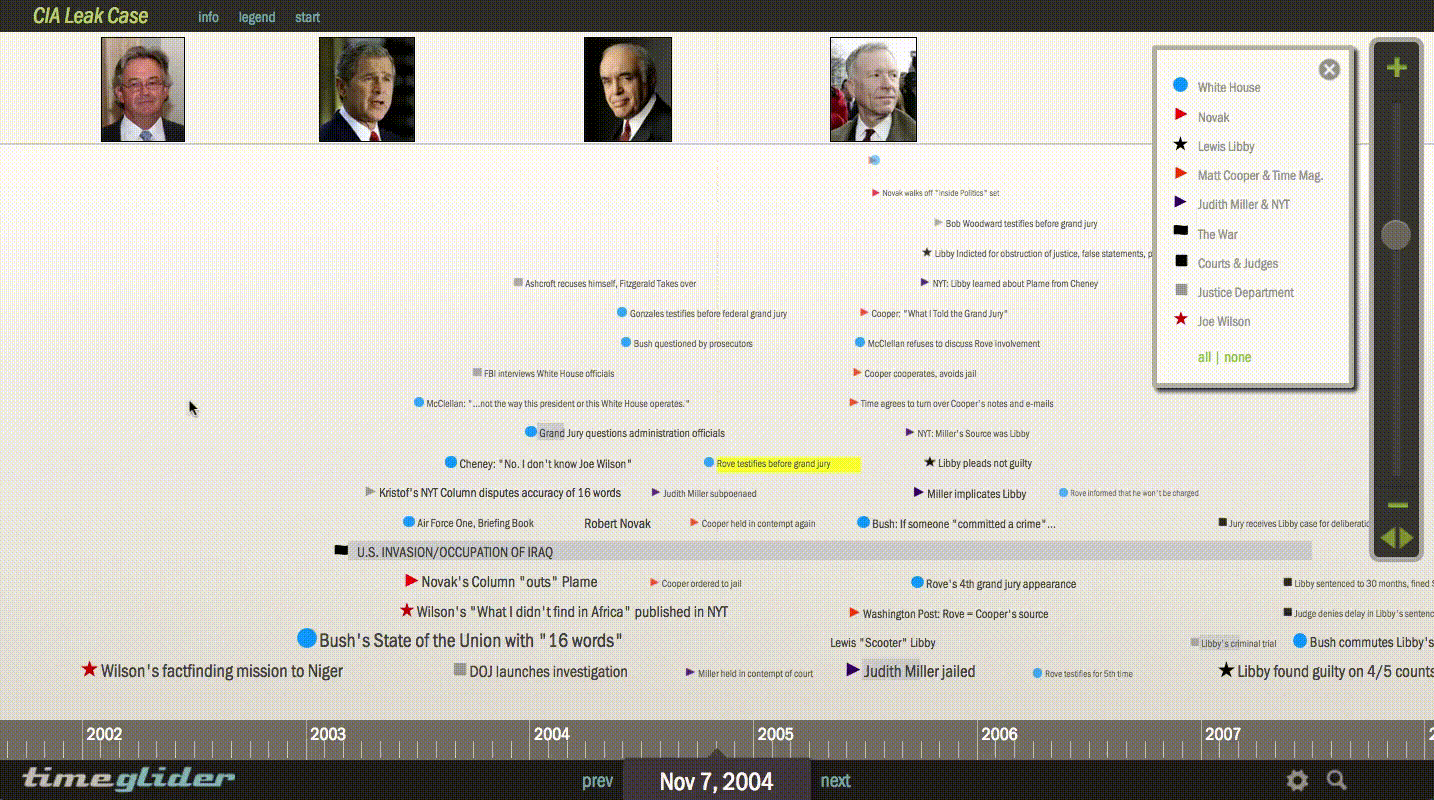 CIA Leak Case info legend start
White House
Novak
Lewis Libby
Matt Cooper & Time Mag.
Judith Miller & NYT
The War
Courts & Judges
Justice Department
Joe Wilson
all | none
Novak walks off "Inside Politics" set
Bob Woodward testifies before grand jury
Libby Indicted for obstruction of justice, false statements, p
Ashcroft recuses himself, Fitzgerald Takes over
NYT: Libby learned about Plame from Cheney
Gonzales testifies before federal grand jury
Cooper: "What I Told the Grand Jury"
Bush questioned by prosecutors
McClellan refuses to discuss Rove involvement
FBI interviews White House officials
Cooper cooperates, avoids jail
McClellan: "...not the way this president or this White House operates."
Time agrees to turn over Cooper's notes and e-mails
Grand Jury questions administration officials
NYT: Miller's Source was Libby
Cheney: "No. I don't know Joe Wilson"
Rove testifies before grand jury
Libby pleads not guilty
Kristof's NYT Column disputes accuracy of 16 words
Judith Miller subpoenaed
Miller implicates Libby
Rove informed that he won't be charged
Air Force One, Briefing Book
Robert Novak
Cooper held in contempt again
Bush: If someone "committed a crime"...
Jury receives Libby case for deliberatio
U.S. INVASION/OCCUPATION OF IRAQ
Novak's Column "outs" Plame
Cooper ordered to jail
Rove's 4th grand jury appearance
Libby sentenced to 30 months, fined $
Wilson's "What I didn't find in Africa" published in NYT
Washington Post: Rove = Cooper's source
Judge denies delay in Libby's sentenc
Bush's State of the Union with "16 words"
Lewis "Scooter" Libby
Libby's criminal trial
Bush commutes Libby's
Wilson's factfinding mission to Niger
DOJ launches investigation
Miller held in contempt of court
Judith Miller jailed
Rove testifies for 5th time
Libby found guilty on 4/5 counts
2002 2003 2004 2005 2006 2007 2
timeglider prev Nov 7, 2004 next